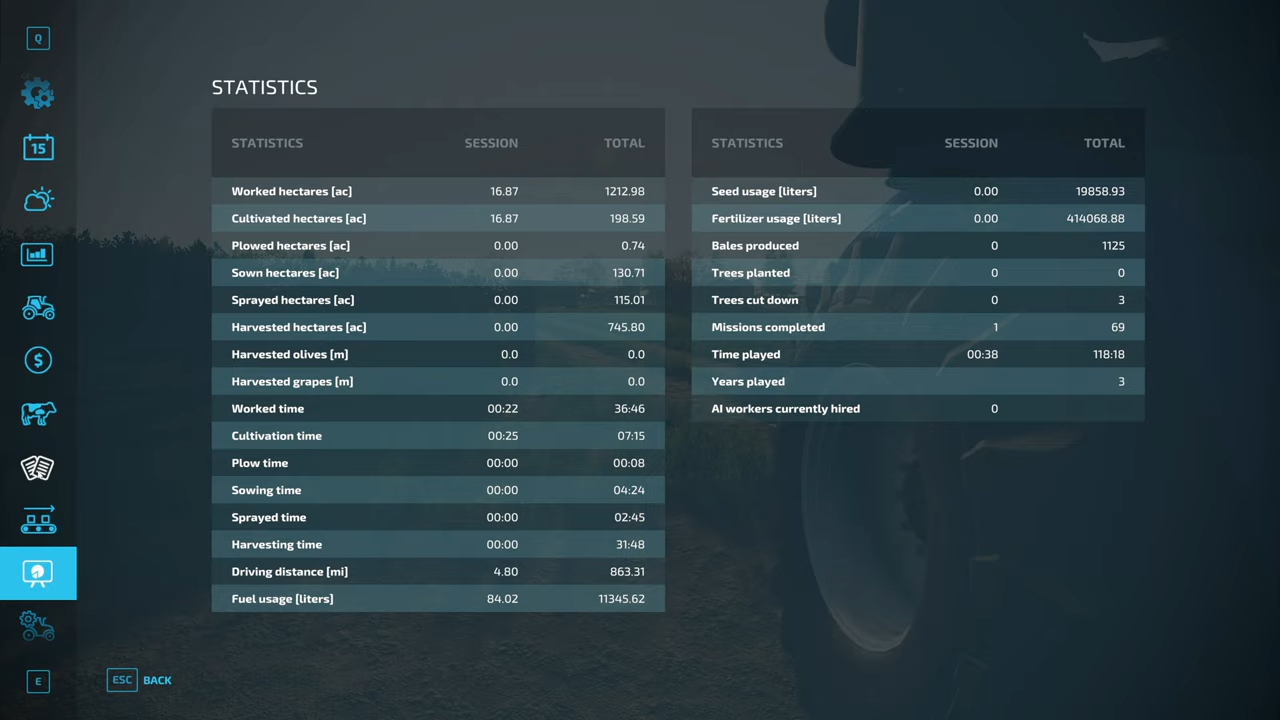 Q
15
STATISTICS
STATISTICS SESSION TOTAL
Worked hectares [ac] 16.87 1212.98
Cultivated hectares [ac] 16.87 198.59
Plowed hectares [ac] 0.00 0.74
Sown hectares [ac] 0.00 130.71
Sprayed hectares [ac] 0.00 115.01
Harvested hectares [ac] 0.00 745.80
Harvested olives [m] 0.0 0.0
Harvested grapes [m] 0.0 0.0
Worked time 00:22 36:46
Cultivation time 00:25 07:15
Plow time 00:00 00:08
Sowing time 00:00 04:24
Sprayed time 00:00 02:45
Harvesting time 00:00 31:48
Driving distance [mi] 4.80 863.31
Fuel usage [liters] 84.02 11345.62
STATISTICS SESSION TOTAL
Seed usage [liters] 0.00 19858.93
Fertilizer usage [liters] 0.00 414068.88
Bales produced 0 1125
Trees planted 0 0
Trees cut down 0 3
Missions completed 1 69
Time played 00:38 118:18
Years played 3
AI workers currently hired 0
$
E
ESC BACK